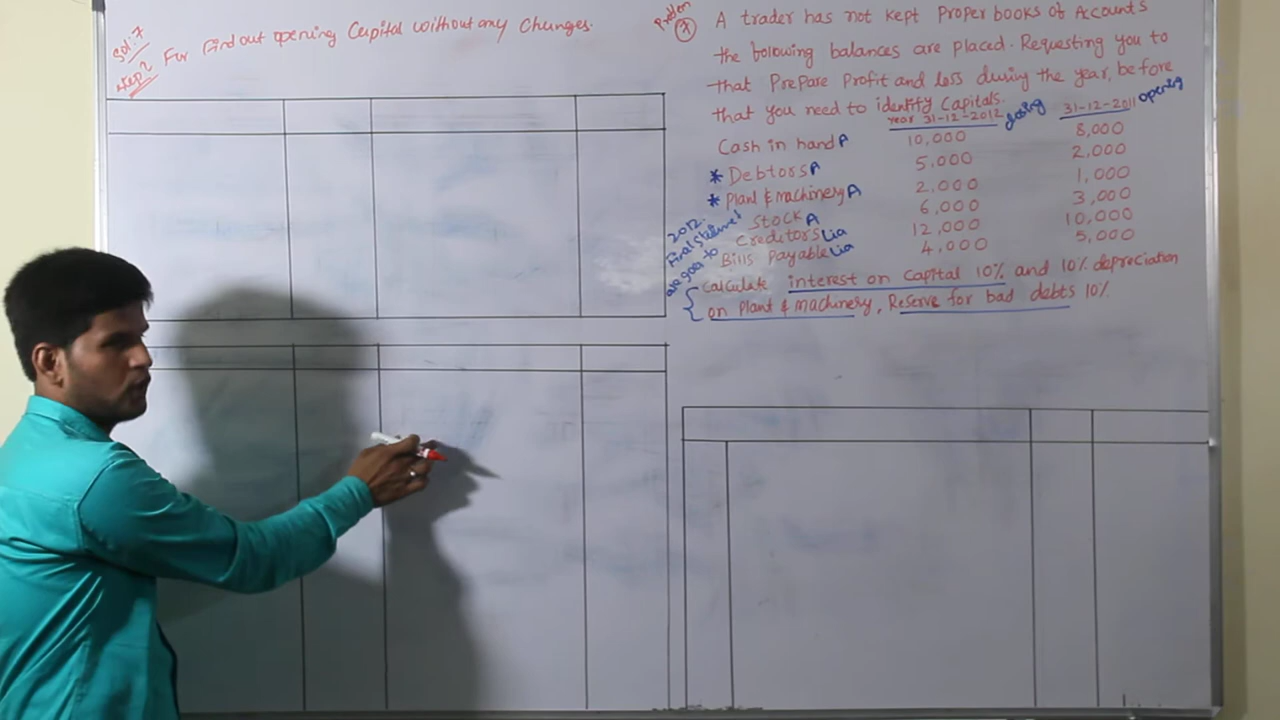 Sol:7
Step 2 For Find out opening Capital without any Changes.
Problem
7 A trader has not kept Proper books of Accounts
the bolowing balances are placed. Requesting you to
that PrePare Profit and loss during the year, before
that you need to identify Capitals.
year 31-12-2012 closing 31-12-2011 opening
Cash in hand A 10,000 8,000
* Debtors A 5,000 2,000
* Plant & machinery A 2,000 1,000
Stock A 6,000 3,000
Creditors Lia 12,000 10,000
Bills Payable Lia 4,000 5,000
2012.
Final Statement
are goes to
Calculate interest on Capital 10% and 10% depreciation
on Plant & machinery, Reserve for bad debts 10%